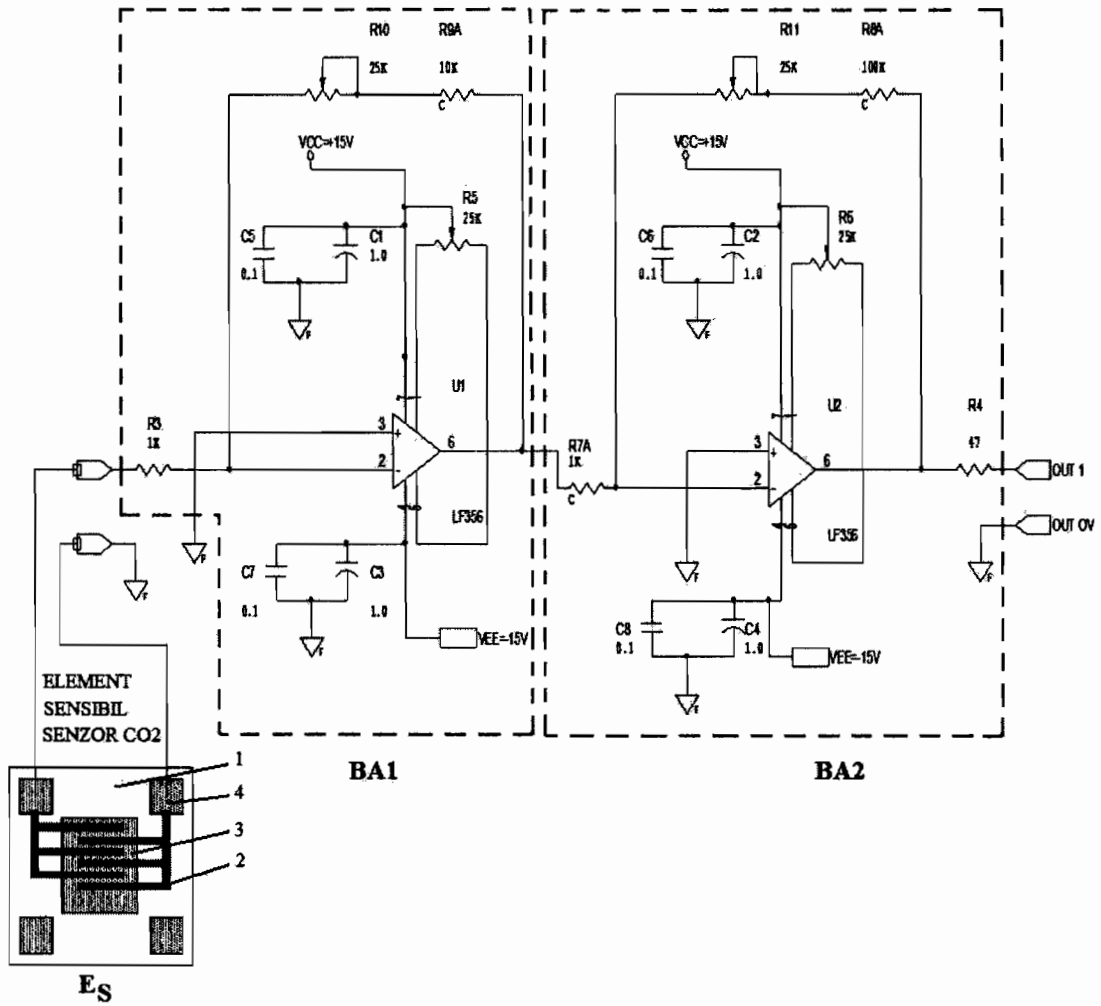 R10
25K
R9A
10K
C
VCC=+15V
R5
25K
C5
0.1
C1
1.0
F
U1
3
+
6
2
-
LF356
R3
1K
F
F
C7
0.1
C3
1.0
F
VEE=-15V
BA1
R11
25K
R8A
100K
C
VCC=+15V
R6
25K
C6
0.1
C2
1.0
F
U2
3
+
6
2
-
LF356
R7A
1K
C
F
R4
47
OUT 1
OUT 0V
F
C8
0.1
C4
1.0
F
VEE=-15V
BA2
ELEMENT
SENSIBIL
SENZOR CO2
1
4
3
2
ES